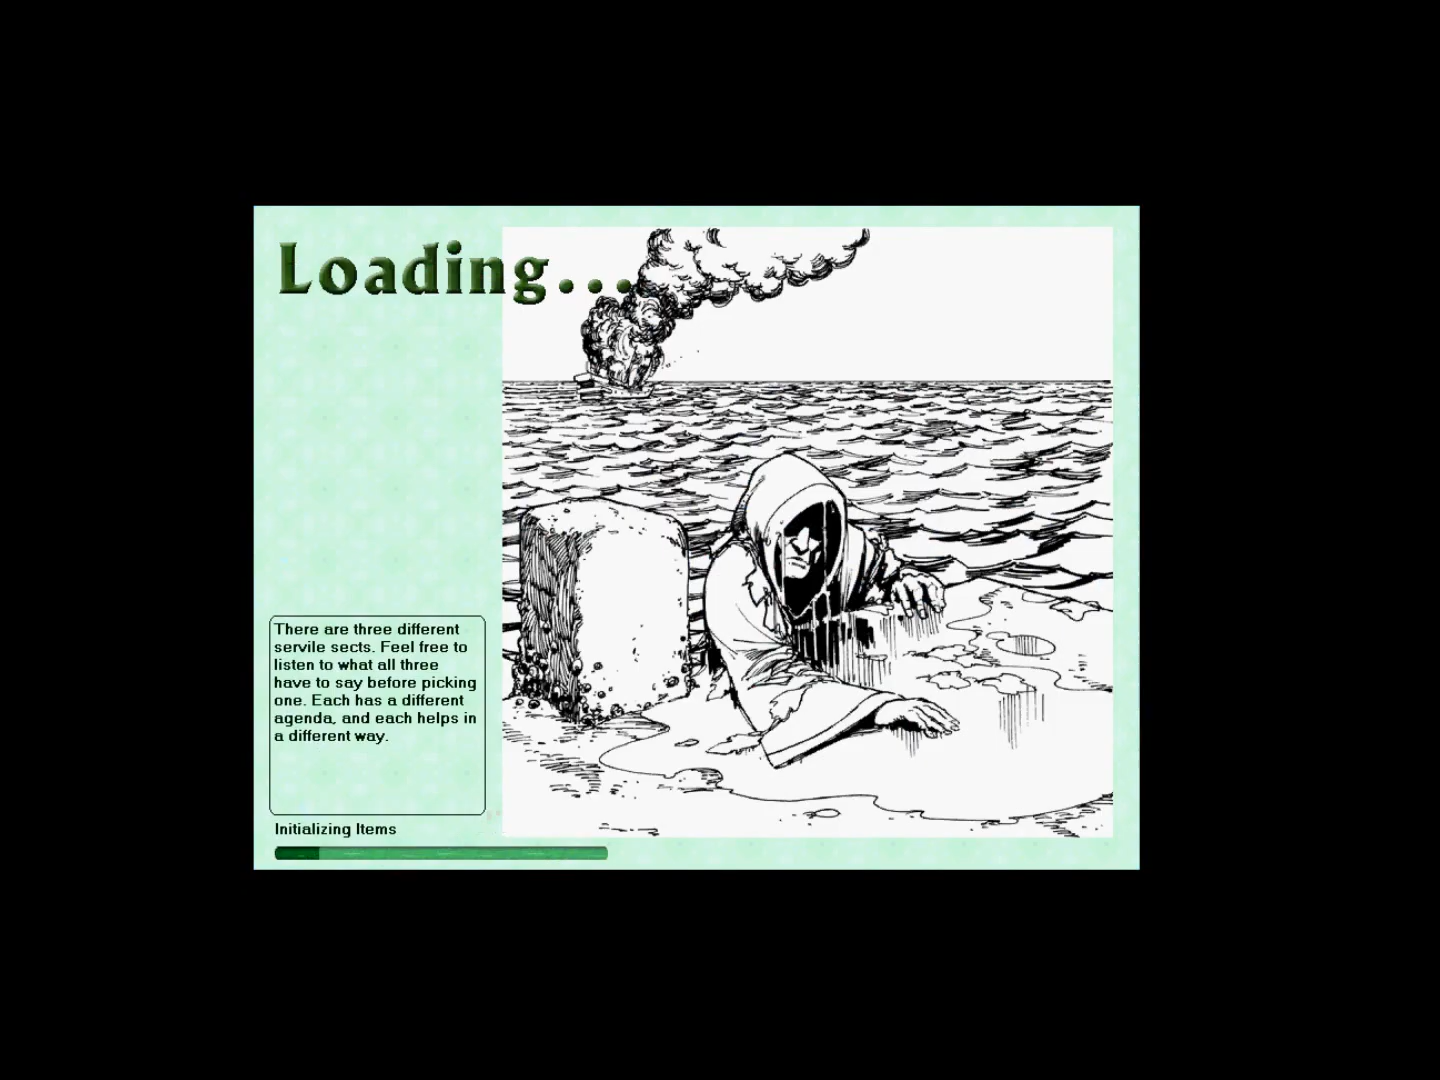 Loading...
There are three different
servile sects. Feel free to
listen to what all three
have to say before picking
one. Each has a different
agenda, and each helps in
a different way.
Initializing Items